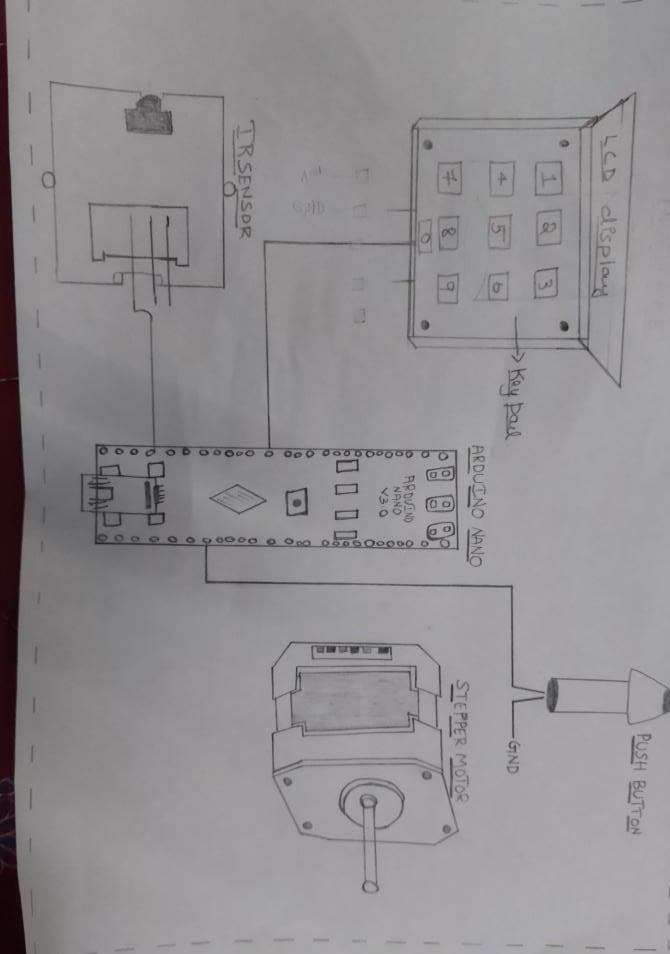 LCD display
1 2 3
4 5 6
7 8 9
0
Key pad
IR SENSOR
ARDUINO NANO
ARDUINO
NANO
V3.0
PUSH BUTTON
GND
STEPPER MOTOR